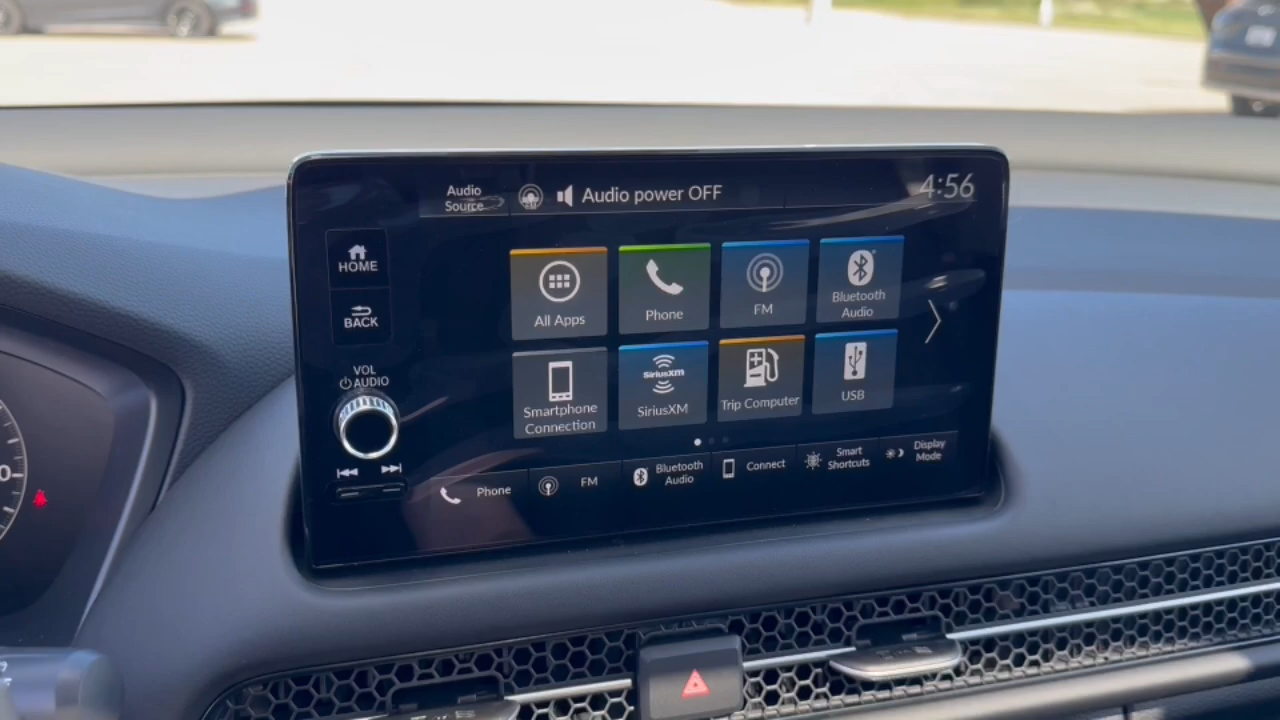 Audio
Source
Audio power OFF
4:56
HOME
BACK
VOL
AUDIO
All Apps
Phone
FM
Bluetooth
Audio
Smartphone
Connection
SiriusXM
SiriusXM
Trip Computer
USB
Phone
FM
Bluetooth
Audio
Connect
Smart
Shortcuts
Display
Mode
0